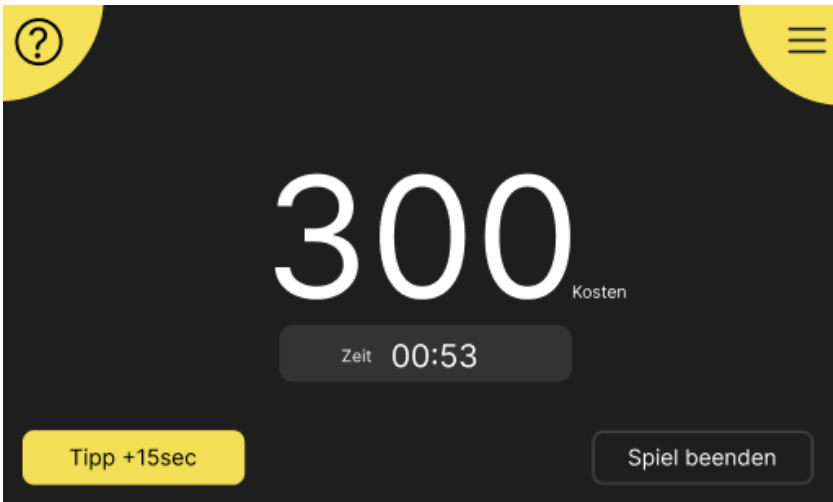 ?
300
Kosten
Zeit 00:53
Tipp +15sec
Spiel beenden